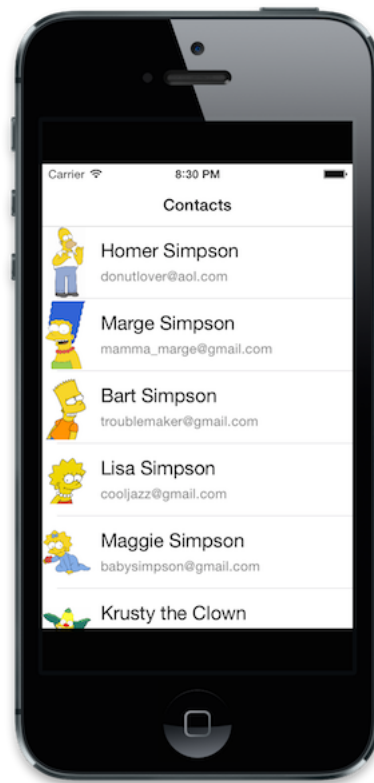 Carrier
8:30 PM
Contacts
Homer Simpson
donutlover@aol.com
Marge Simpson
mamma_marge@gmail.com
Bart Simpson
troublemaker@gmail.com
Lisa Simpson
cooljazz@gmail.com
Maggie Simpson
babysimpson@gmail.com
Krusty the Clown